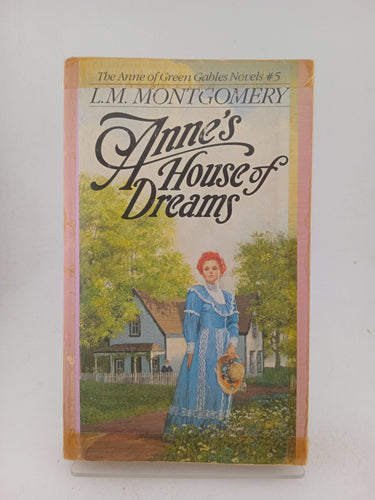 The Anne of Green Gables Novels #5
L.M. MONTGOMERY
Anne's
House of
Dreams